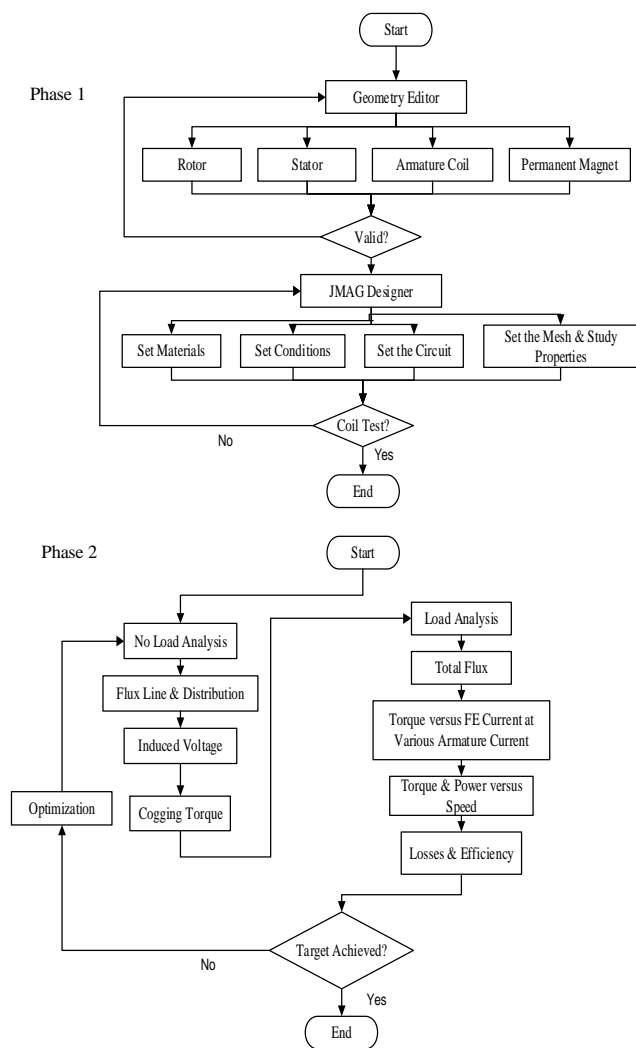 Start
Phase 1
Geometry Editor
Rotor
Stator
Armature Coil
Permanent Magnet
Valid?
JMAG Designer
Set Materials
Set Conditions
Set the Circuit
Set the Mesh & Study
Properties
Coil Test?
No
Yes
End
Phase 2
Start
No Load Analysis
Flux Line & Distribution
Induced Voltage
Cogging Torque
Optimization
Load Analysis
Total Flux
Torque versus FE Current at
Various Armature Current
Torque & Power versus
Speed
Losses & Efficiency
Target Achieved?
No
Yes
End